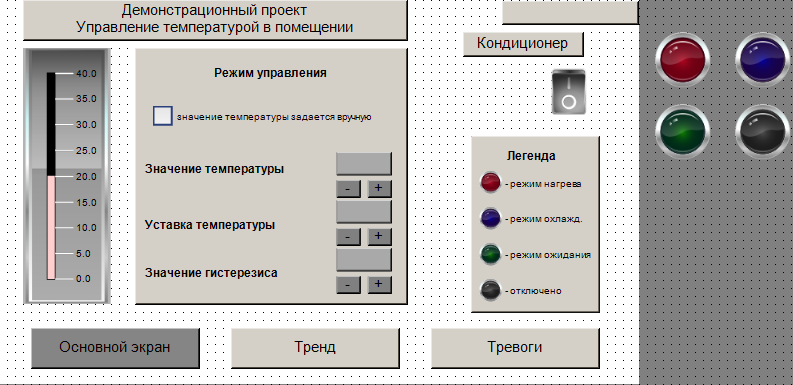 Демонстрационный проект
Управление температурой в помещении
Кондиционер
40.0
35.0
30.0
25.0
20.0
15.0
10.0
5.0
0.0
Режим управления
значение температуры задается вручную
Значение температуры
- +
Уставка температуры
- +
Значение гистерезиса
- +
Легенда
- режим нагрева
- режим охлажд.
- режим ожидания
- отключено
Основной экран
Тренд
Тревоги